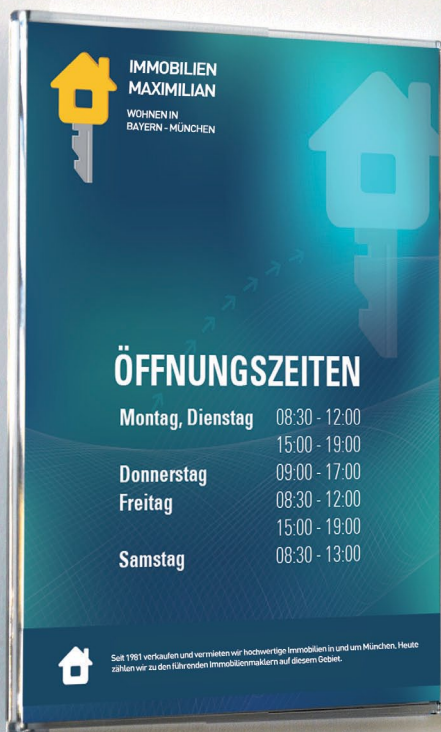 IMMOBILIEN
MAXIMILIAN
WOHNEN IN
BAYERN - MÜNCHEN
ÖFFNUNGSZEITEN
Montag, Dienstag 08:30 - 12:00
15:00 - 19:00
Donnerstag 09:00 - 17:00
Freitag 08:30 - 12:00
15:00 - 19:00
Samstag 08:30 - 13:00
Seit 1981 verkaufen und vermieten wir hochwertige Immobilien in und um München. Heute
zählen wir zu den führenden Immobilienmaklern auf diesem Gebiet.